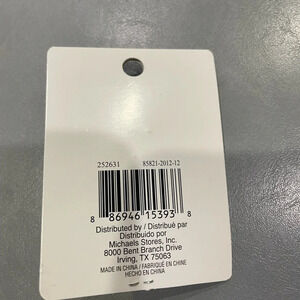 252631 85821-2012-12
8 86946 15393 8
Distributed by / Distribué par
Distribuido por
Michaels Stores, Inc.
8000 Bent Branch Drive
Irving, TX 75063
MADE IN CHINA / FABRIQUÉ EN CHINE
HECHO EN CHINA